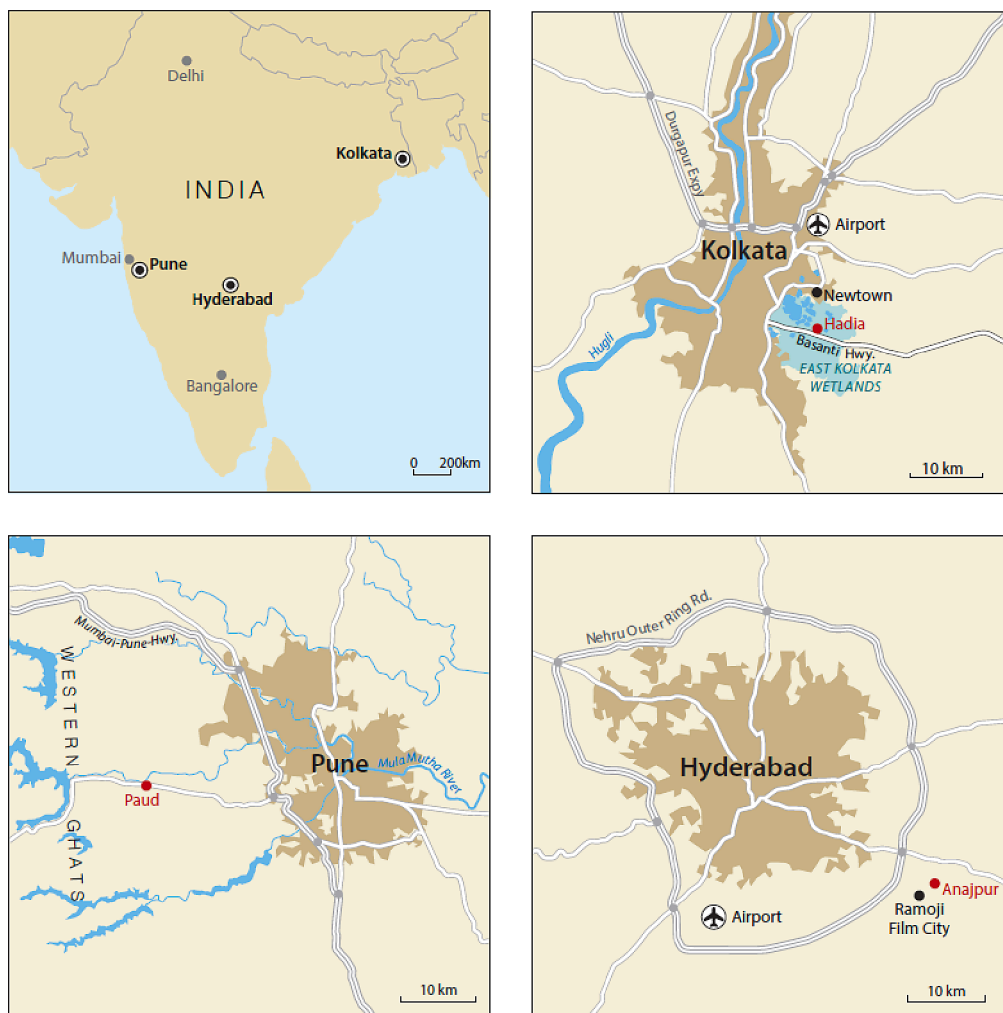 Delhi
Kolkata
INDIA
Mumbai
Pune
Hyderabad
Bangalore
0 200km
Durgapur Expy
Airport
Kolkata
Newtown
Hadia
Basanti Hwy.
Hugli
EAST KOLKATA
WETLANDS
10 km
Mumbai-Pune-Hwy.
WESTERN GHATS
Pune
Mula Mutha River
Paud
10 km
Nehru Outer Ring Rd.
Hyderabad
Anajpur
Ramoji
Film City
Airport
10 km